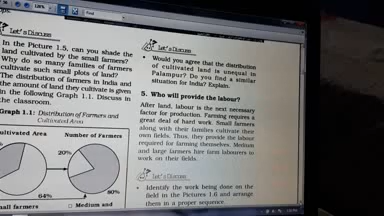 100%
Find
Let's Discuss
In the Picture 1.5, can you shade the
land cultivated by the small farmers?
Why do so many families of farmers
cultivate such small plots of land?
The distribution of farmers in India and
the amount of land they cultivate is given
in the following Graph 1.1. Discuss in
the classroom.
Graph 1.1: Distribution of Farmers and
Cultivated Area
ultivated Area
Number of Farmers
20%
64%
80%
mall farmers
Medium and
Let's Discuss
• Would you agree that the distribution
of cultivated land is unequal in
Palampur? Do you find a similar
situation for India? Explain.
5. Who will provide the labour?
After land, labour is the next necessary
factor for production. Farming requires a
great deal of hard work. Small farmers
along with their families cultivate their
own fields. Thus, they provide the labour
required for farming themselves. Medium
and large farmers hire farm labourers to
work on their fields.
Let's Discuss
• Identify the work being done on the
field in the Pictures 1.6 and arrange
them in a proper sequence.